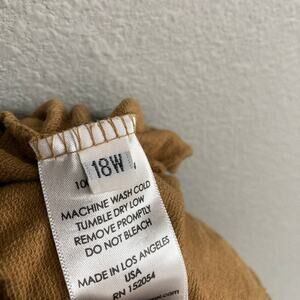 18W
MACHINE WASH COLD
TUMBLE DRY LOW
REMOVE PROMPTLY
DO NOT BLEACH
MADE IN LOS ANGELES
USA
RN 152054